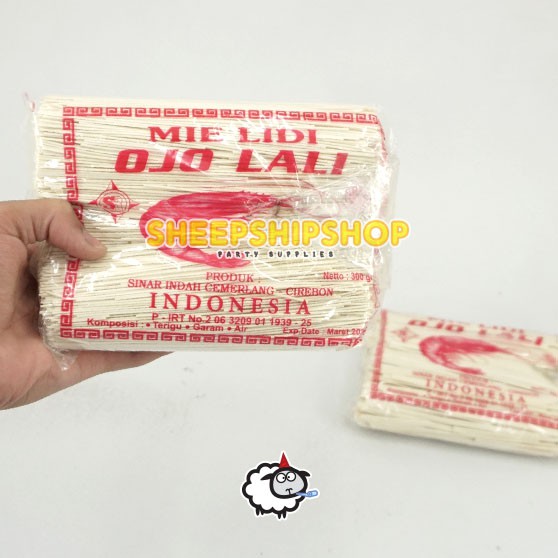 MIE LIDI
OJO LALI
SHEEPSHIPSHOP
PARTY SUPPLIES
PRODUK :
Netto : 300
SINAR INDAH CEMERLANG - CIREBON
INDONESIA
P - IRT No.2 06 3209 01 1939 - 25
Komposisi : • Terigu • Garam • Air
Exp Date : Maret
OJO LALI
INDONESIA